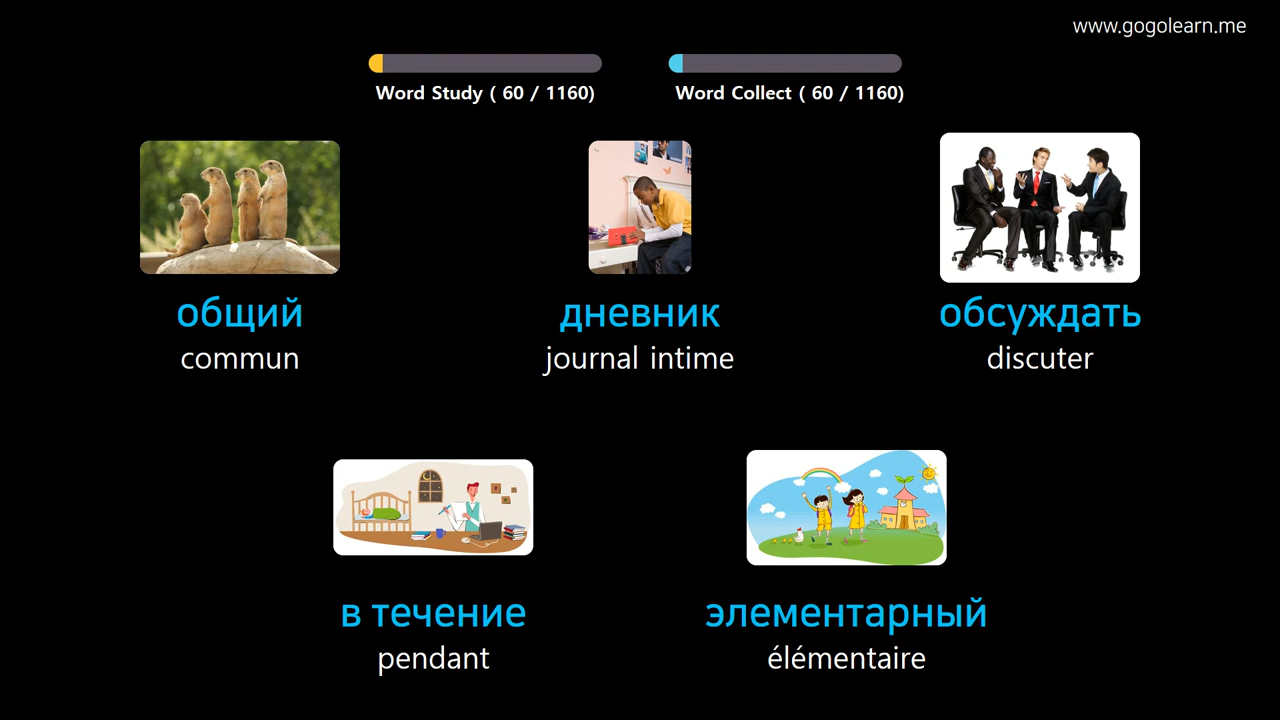 www.gogolearn.me
Word Study ( 60 / 1160)
Word Collect ( 60 / 1160)
общий
commun
дневник
journal intime
обсуждать
discuter
в течение
pendant
элементарный
élémentaire